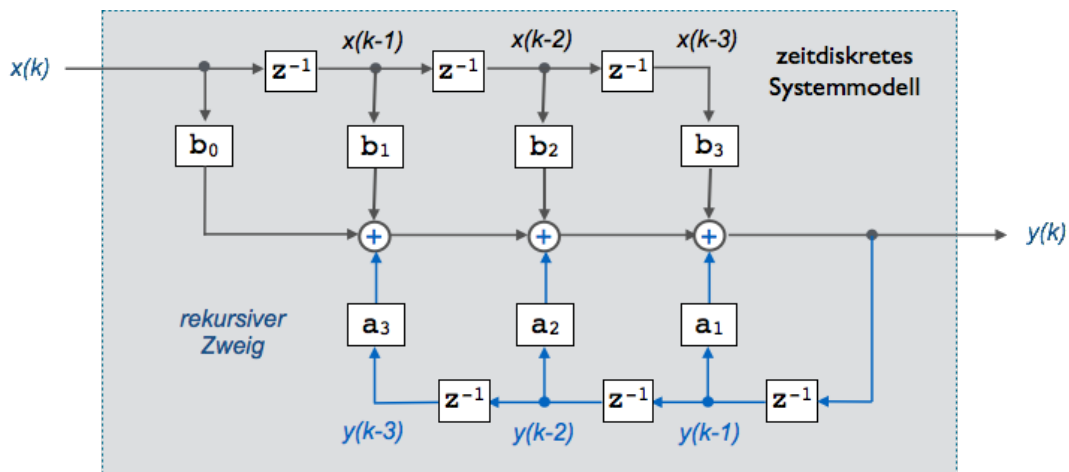 x(k-1) x(k-2) x(k-3)
x(k) z⁻¹ z⁻¹ z⁻¹
zeitdiskretes
Systemmodell
b₀ b₁ b₂ b₃
+ + +
y(k)
rekursiver
Zweig
a₃ a₂ a₁
z⁻¹ z⁻¹ z⁻¹
y(k-3) y(k-2) y(k-1)